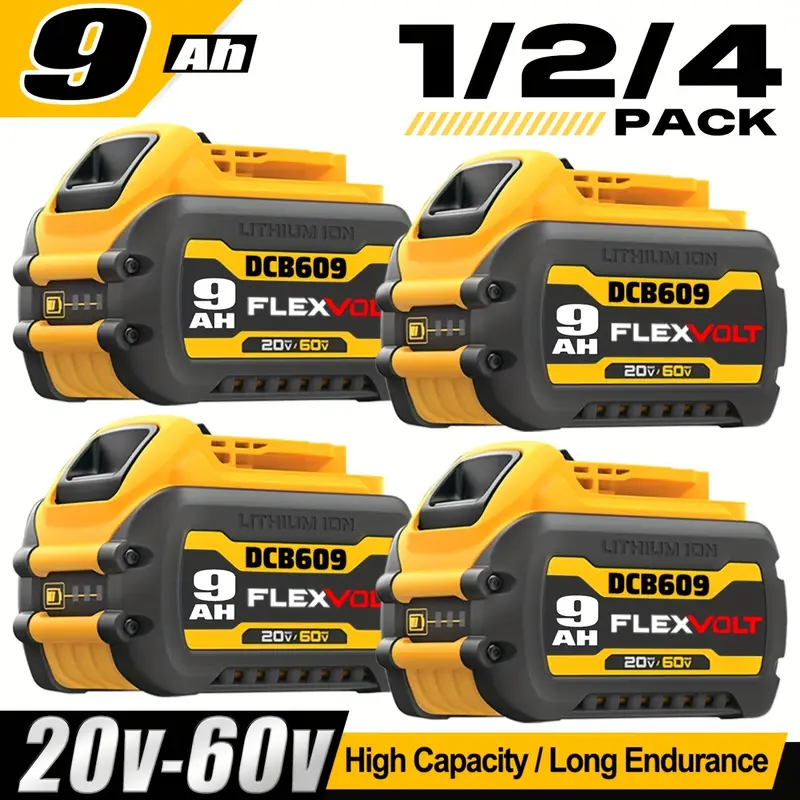 9 Ah
1/2/4
PACK
LITHIUM ION
DCB609
9
AH
FLEXVOLT
20v/60v
LITHIUM ION
DCB609
9
AH
FLEXVOLT
20v/60v
LITHIUM ION
DCB609
9
AH
FLEXVOLT
20v/60v
LITHIUM ION
DCB609
9
AH
FLEXVOLT
20v/60v
20v-60v
High Capacity / Long Endurance